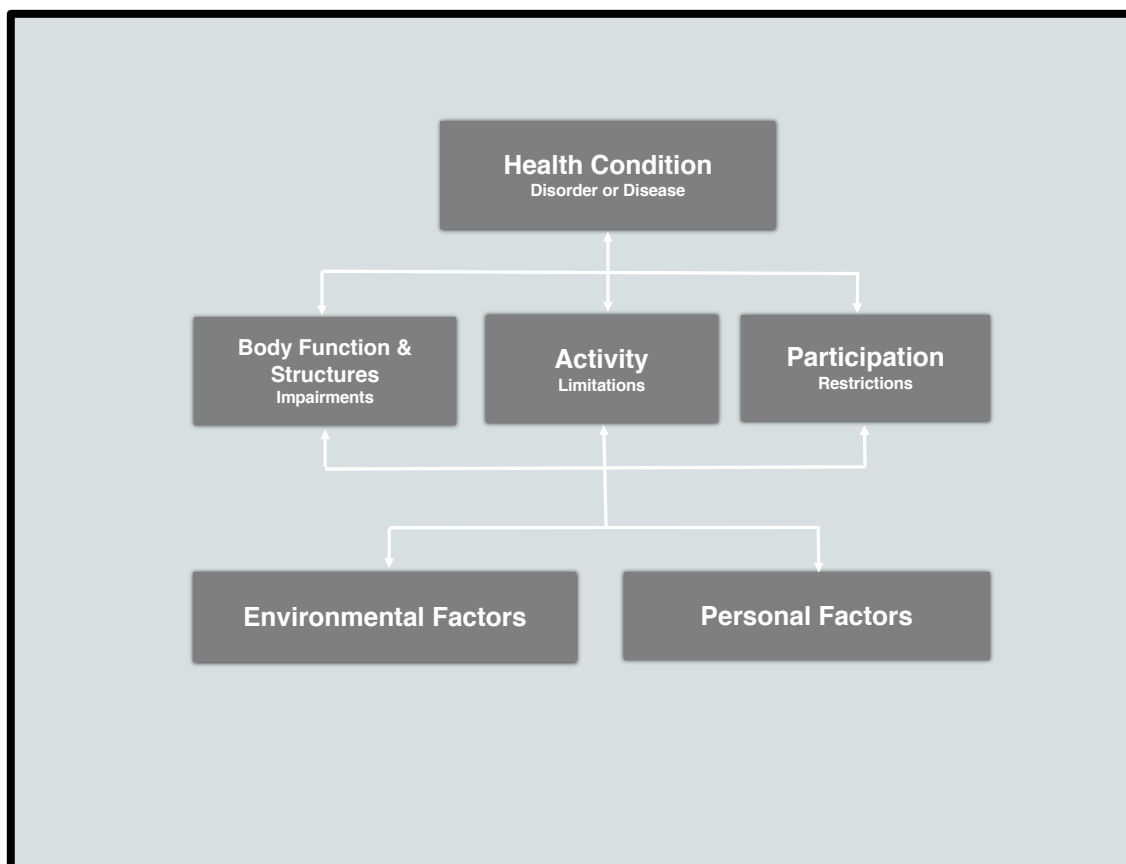 Health Condition
Disorder or Disease
Body Function &
Structures
Impairments
Activity
Limitations
Participation
Restrictions
Environmental Factors
Personal Factors